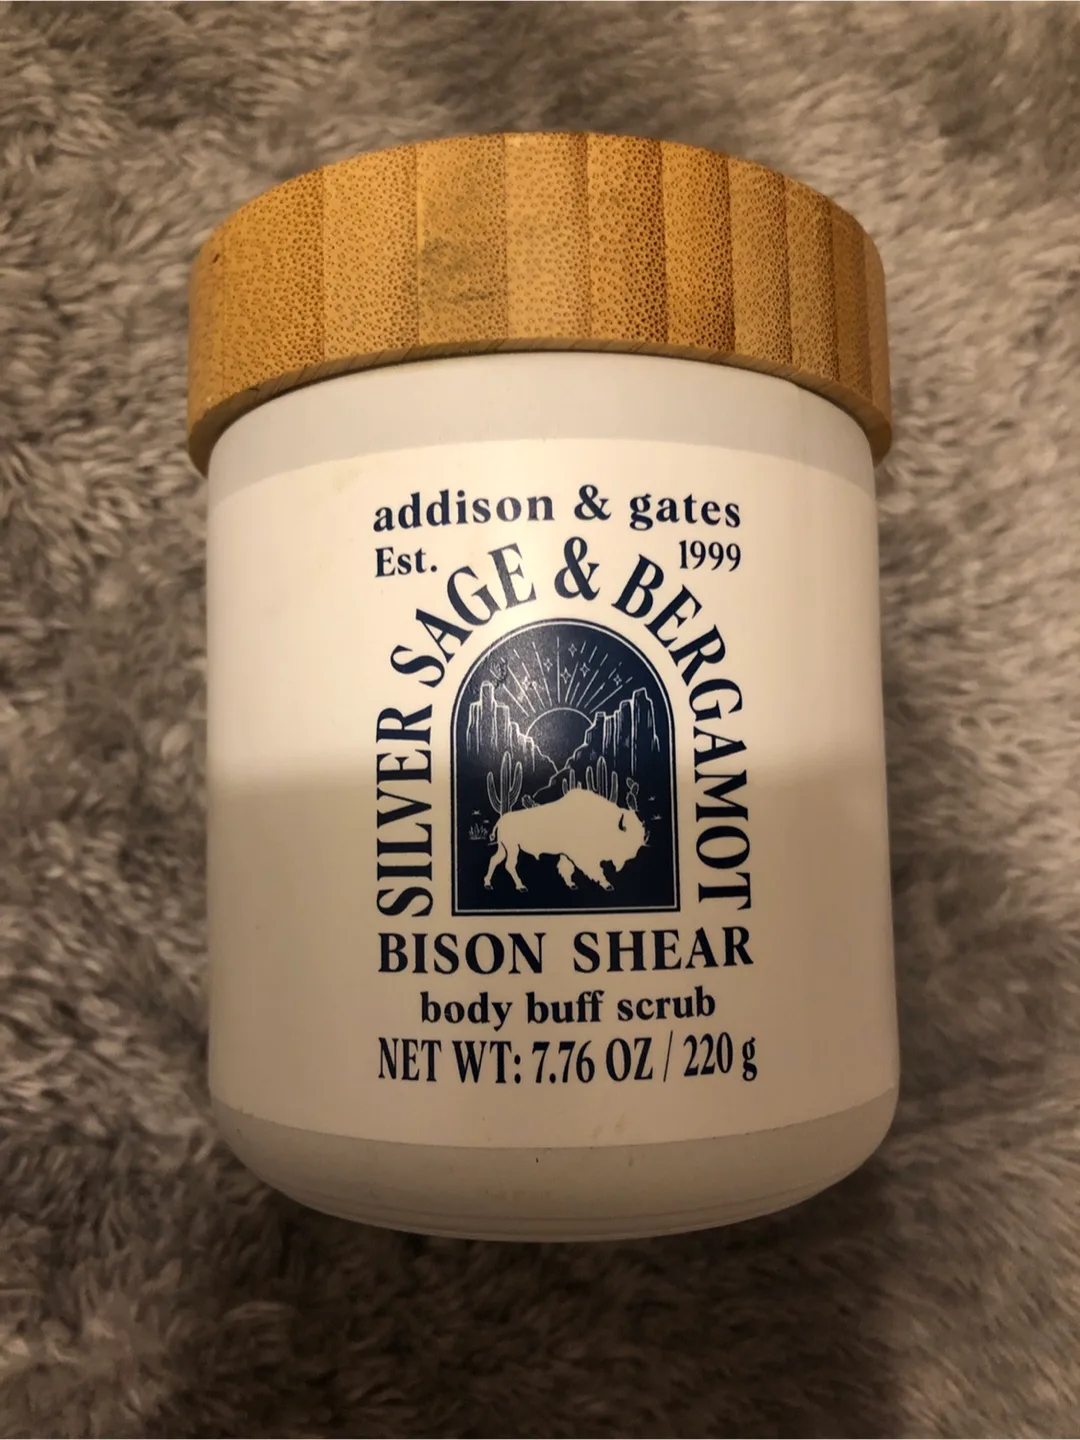 addison & gates
Est. 1999
SILVER SAGE & BERGAMOT
BISON SHEAR
body buff scrub
NET WT: 7.76 OZ / 220 g